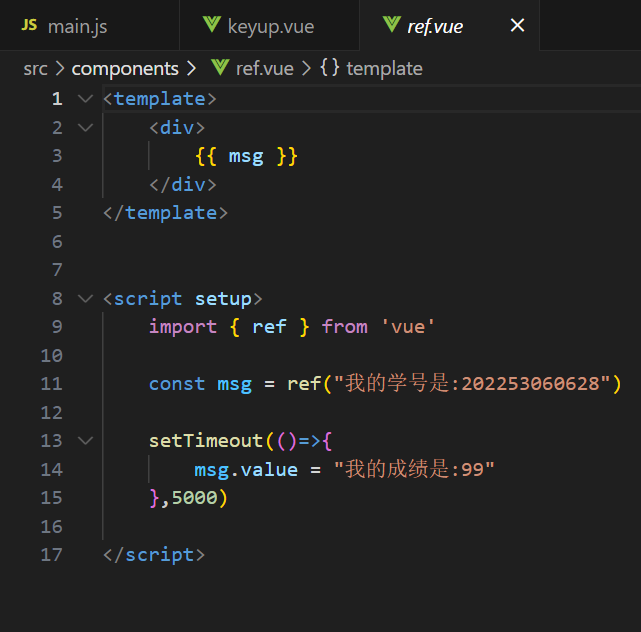 JS main.js keyup.vue ref.vue ×
src > components > ref.vue > {} template
1 <template>
2 <div>
3 {{ msg }}
4 </div>
5 </template>
6
7
8 <script setup>
9 import { ref } from 'vue'
10
11 const msg = ref("我的学号是:202253060628")
12
13 setTimeout(()=>{
14 msg.value = "我的成绩是:99"
15 },5000)
16
17 </script>